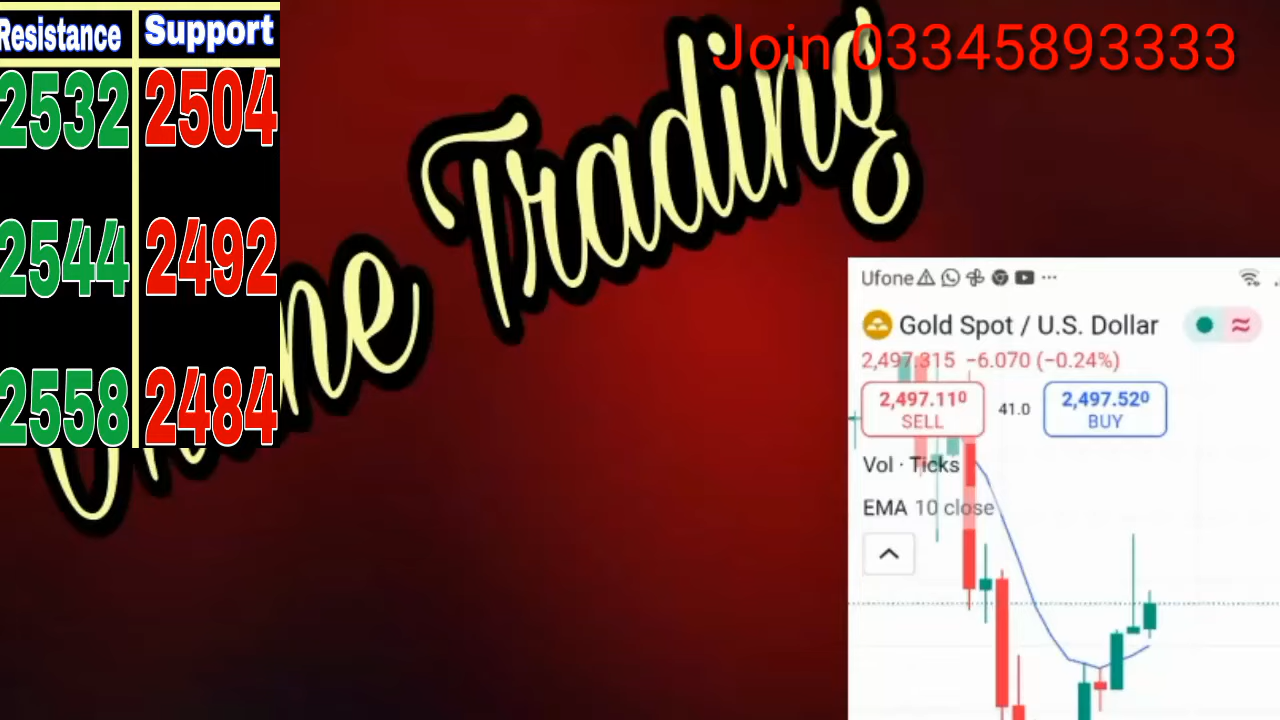 Resistance Support
2532 2504
2544 2492
2558 2484
Online Trading
Join 03345893333
Ufone
Gold Spot / U.S. Dollar
2,497.315 −6.070 (−0.24%)
2,497.110 41.0 2,497.520
SELL BUY
Vol · Ticks
EMA 10 close